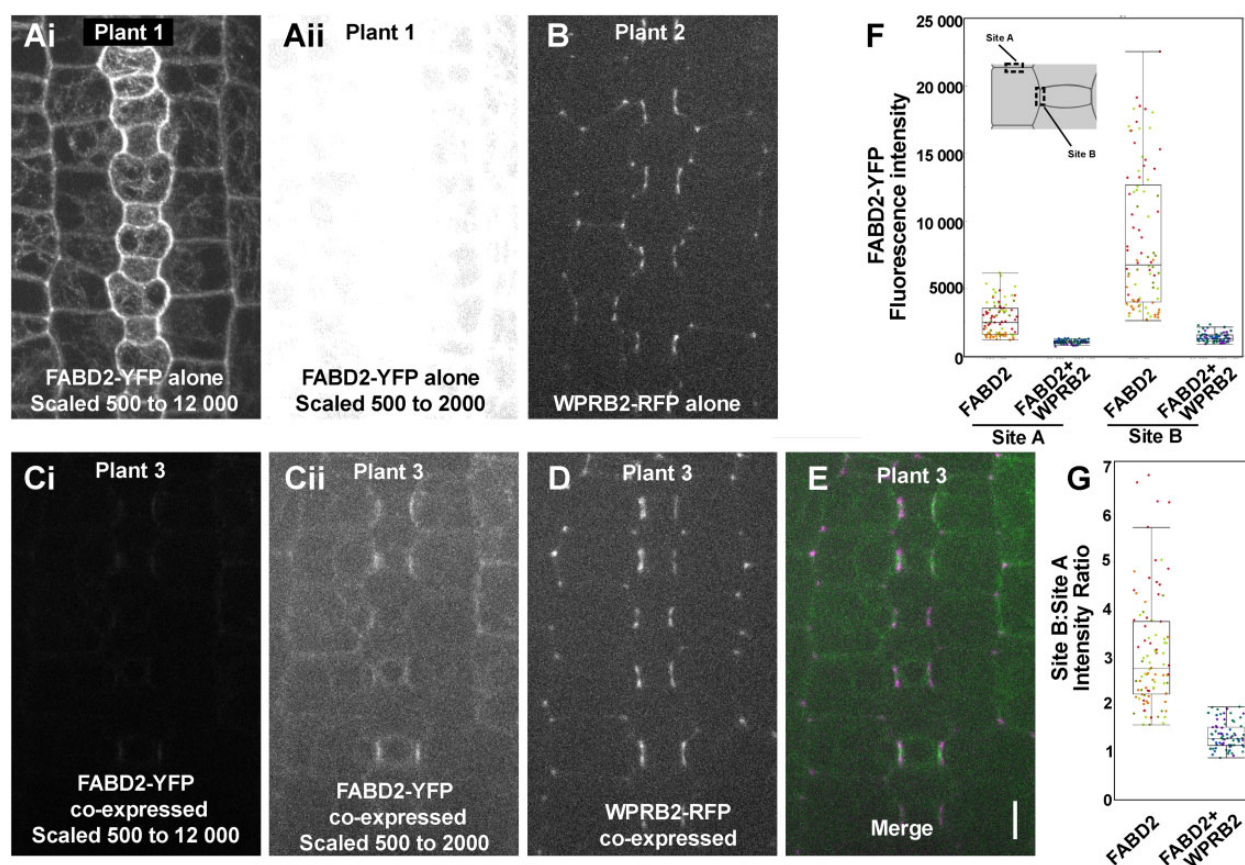 Ai
Plant 1
FABD2-YFP alone
Scaled 500 to 12 000
Aii
Plant 1
FABD2-YFP alone
Scaled 500 to 2000
B
Plant 2
WPRB2-RFP alone
F
FABD2-YFP
Fluorescence intensity
25 000
20 000
15 000
10 000
5000
0
Site A
Site B
FABD2
FABD2+
WPRB2
FABD2
FABD2+
WPRB2
Site A
Site B
Ci
Plant 3
FABD2-YFP
co-expressed
Scaled 500 to 12 000
Cii
Plant 3
FABD2-YFP
co-expressed
Scaled 500 to 2000
D
Plant 3
WPRB2-RFP
co-expressed
E
Plant 3
Merge
G
Site B:Site A
Intensity Ratio
7
6
5
4
3
2
1
0
FABD2
FABD2+
WPRB2